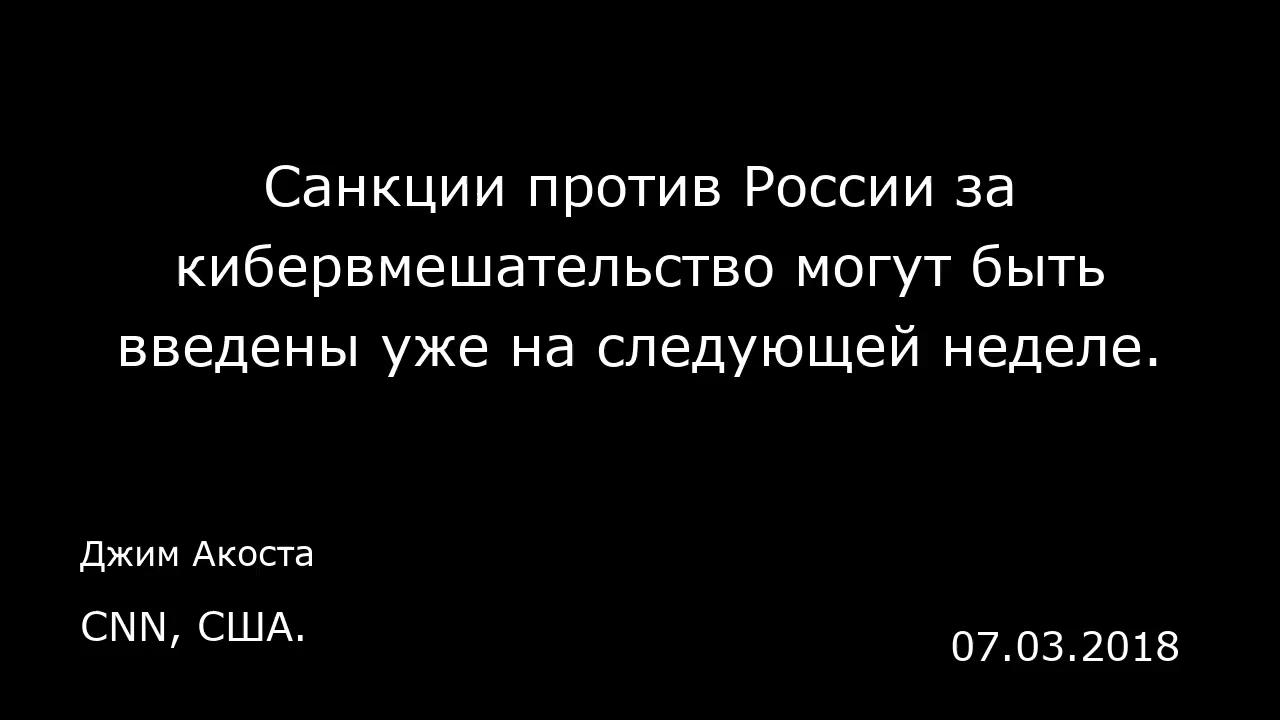 Санкции против России за
кибервмешательство могут быть
введены уже на следующей неделе.
Джим Акоста
CNN, США.
07.03.2018